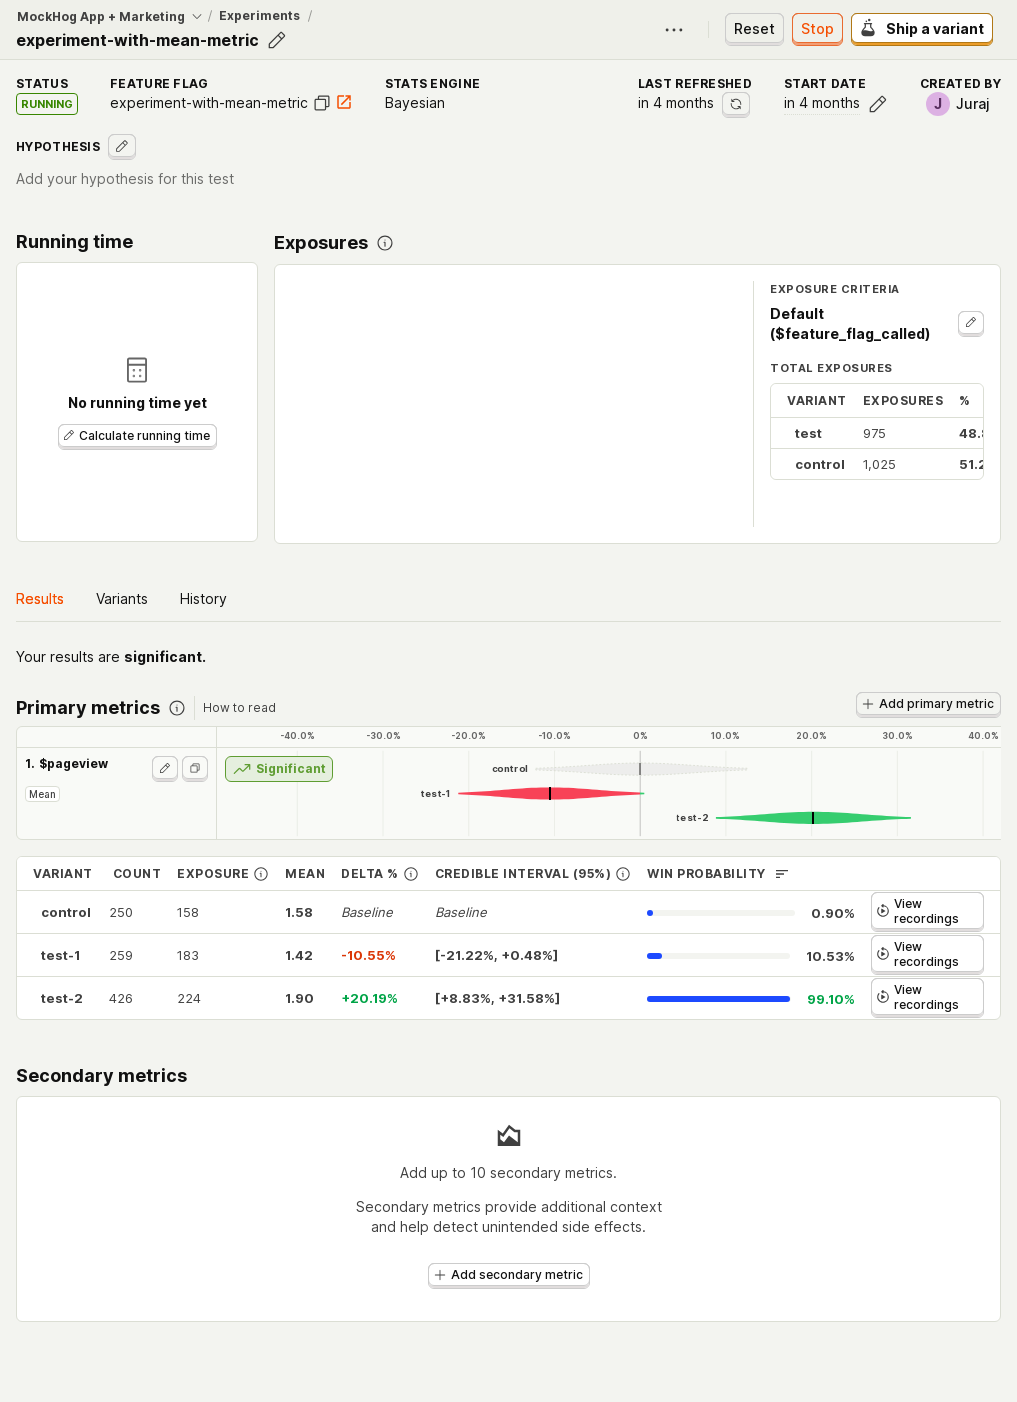 MockHog App + Marketing / Experiments /
experiment-with-mean-metric
Reset
Stop
Ship a variant
STATUS
RUNNING
FEATURE FLAG
experiment-with-mean-metric
STATS ENGINE
Bayesian
LAST REFRESHED
in 4 months
START DATE
in 4 months
CREATED BY
J Juraj
HYPOTHESIS
Add your hypothesis for this test
Running time
No running time yet
Calculate running time
Exposures
EXPOSURE CRITERIA
Default
($feature_flag_called)
TOTAL EXPOSURES
VARIANT EXPOSURES %
test 975 48.8
control 1,025 51.2
Results Variants History
Your results are significant.
Primary metrics How to read
Add primary metric
-40.0% -30.0% -20.0% -10.0% 0% 10.0% 20.0% 30.0% 40.0%
1. $pageview
Mean
Significant
control
test-1
test-2
VARIANT COUNT EXPOSURE MEAN DELTA % CREDIBLE INTERVAL (95%) WIN PROBABILITY
control 250 158 1.58 Baseline Baseline 0.90% View
recordings
test-1 259 183 1.42 -10.55% [-21.22%, +0.48%] 10.53% View
recordings
test-2 426 224 1.90 +20.19% [+8.83%, +31.58%] 99.10% View
recordings
Secondary metrics
Add up to 10 secondary metrics.
Secondary metrics provide additional context
and help detect unintended side effects.
Add secondary metric